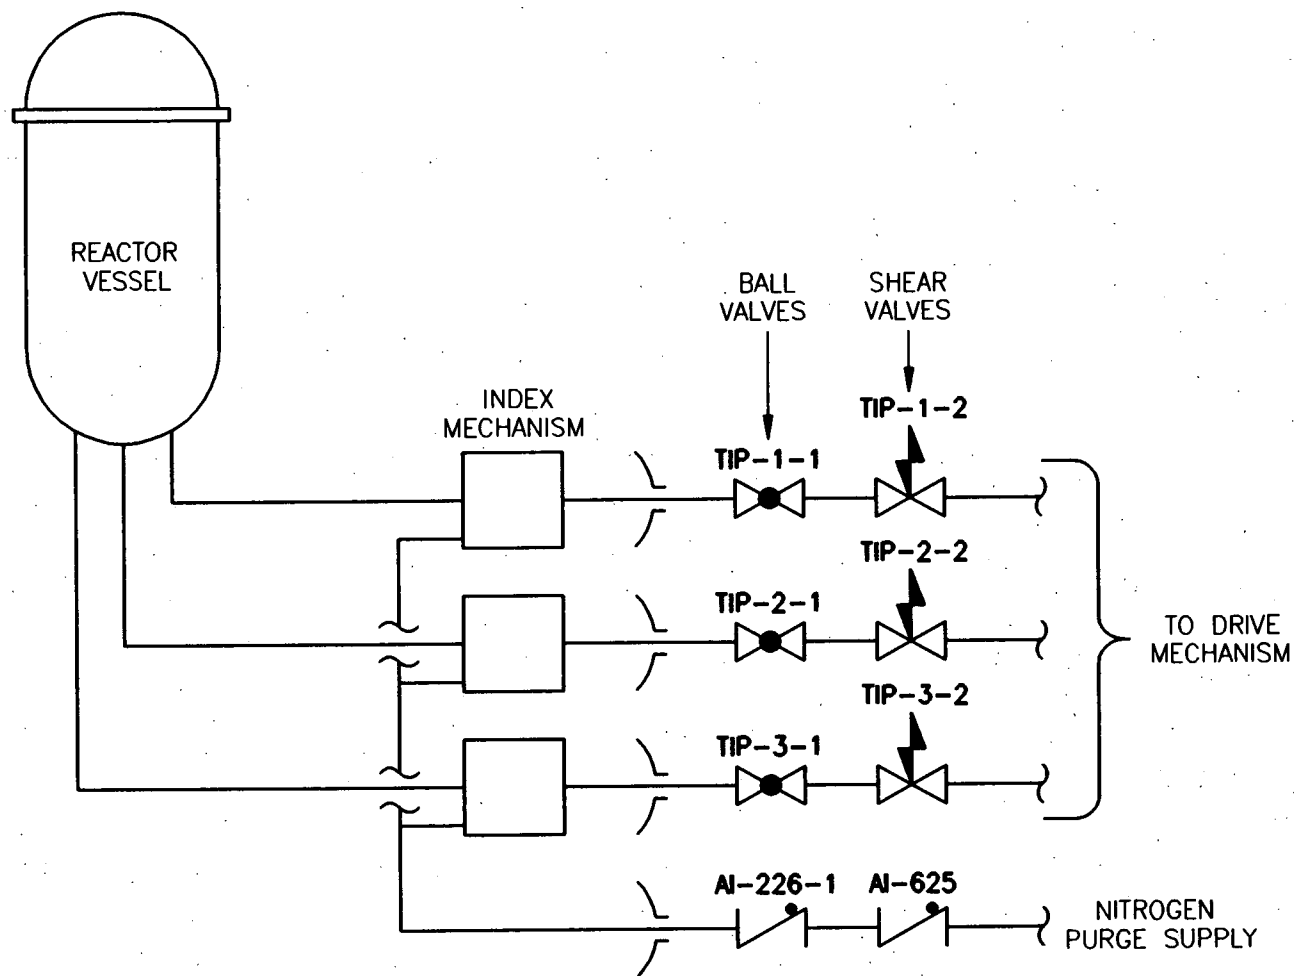 REACTOR
VESSEL
BALL
VALVES
SHEAR
VALVES
INDEX
MECHANISM
TIP-1-1
TIP-1-2
TIP-2-1
TIP-2-2
TIP-3-1
TIP-3-2
TO DRIVE
MECHANISM
AI-226-1
AI-625
NITROGEN
PURGE SUPPLY